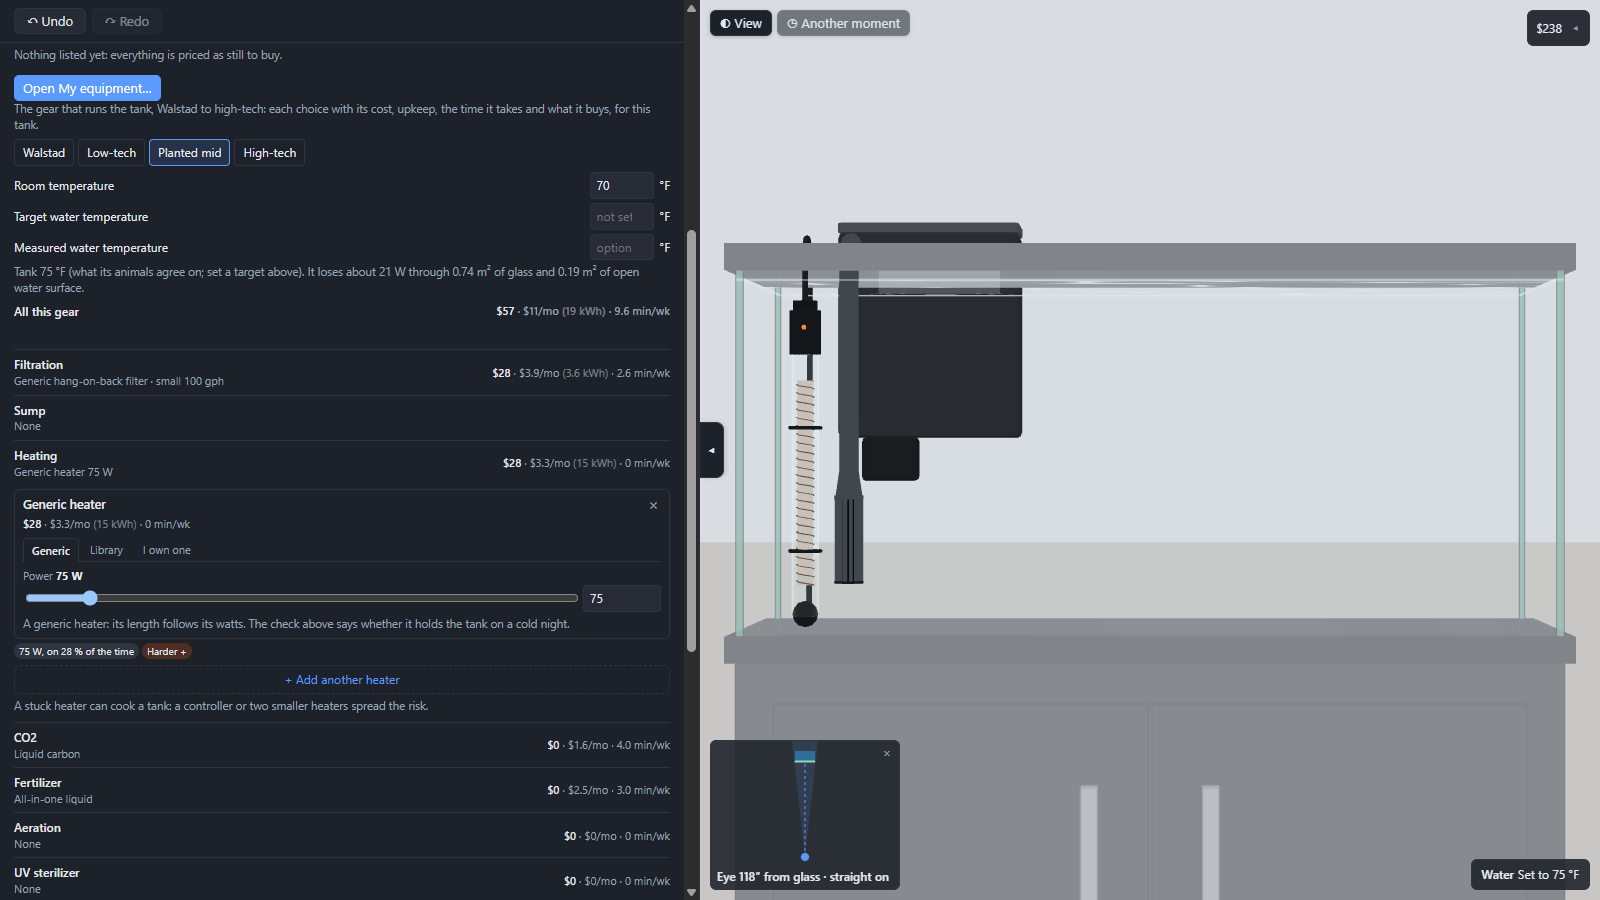 Undo
Redo
Nothing listed yet: everything is priced as still to buy.
Open My equipment...
The gear that runs the tank, Walstad to high-tech: each choice with its cost, upkeep, the time it takes and what it buys, for this
tank.
Walstad
Low-tech
Planted mid
High-tech
Room temperature
70
°F
Target water temperature
not set
°F
Measured water temperature
option
°F
Tank 75 °F (what its animals agree on; set a target above). It loses about 21 W through 0.74 m² of glass and 0.19 m² of open
water surface.
All this gear
$57 · $11/mo (19 kWh) · 9.6 min/wk
Filtration
Generic hang-on-back filter · small 100 gph
$28 · $3.9/mo (3.6 kWh) · 2.6 min/wk
Sump
None
Heating
Generic heater 75 W
$28 · $3.3/mo (15 kWh) · 0 min/wk
Generic heater
$28 · $3.3/mo (15 kWh) · 0 min/wk
Generic
Library
I own one
Power 75 W
75
A generic heater: its length follows its watts. The check above says whether it holds the tank on a cold night.
75 W, on 28 % of the time
Harder +
+ Add another heater
A stuck heater can cook a tank: a controller or two smaller heaters spread the risk.
CO2
Liquid carbon
$0 · $1.6/mo · 4.0 min/wk
Fertilizer
All-in-one liquid
$0 · $2.5/mo · 3.0 min/wk
Aeration
None
$0 · $0/mo · 0 min/wk
UV sterilizer
None
$0 · $0/mo · 0 min/wk
View
Another moment
$238
Eye 118" from glass · straight on
Water Set to 75 °F